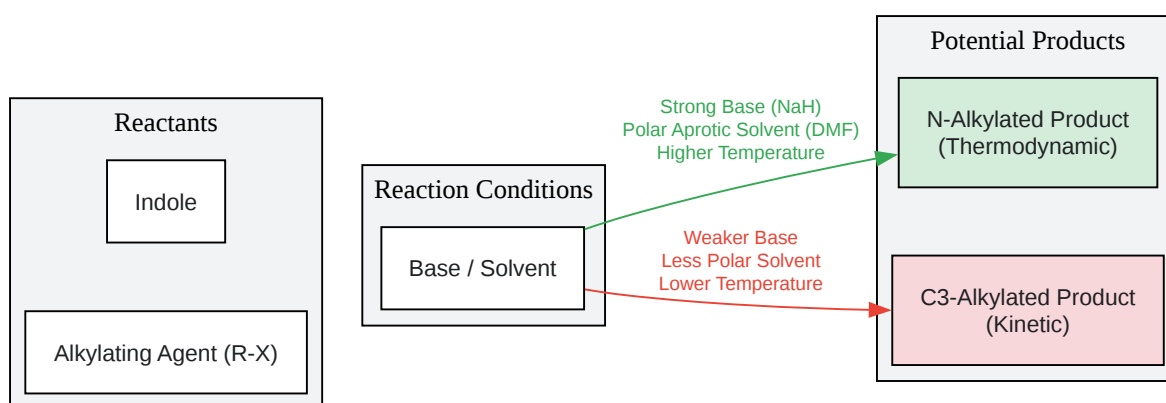 Reactants
Indole
Alkylating Agent (R-X)
Reaction Conditions
Base / Solvent
Strong Base (NaH)
Polar Aprotic Solvent (DMF)
Higher Temperature
Weaker Base
Less Polar Solvent
Lower Temperature
Potential Products
N-Alkylated Product
(Thermodynamic)
C3-Alkylated Product
(Kinetic)